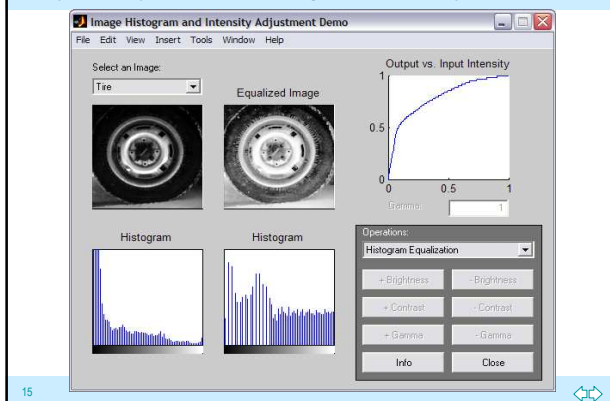 Image Histogram and Intensity Adjustment Demo
File Edit View Insert Tools Window Help
Select an Image:
Tire
Equalized Image
Output vs. Input Intensity
1
0.5
0
0 0.5 1
Gamma: 1
Histogram
Histogram
Operations:
Histogram Equalization
+ Brightness - Brightness
+ Contrast - Contrast
+ Gamma - Gamma
Info Close
15